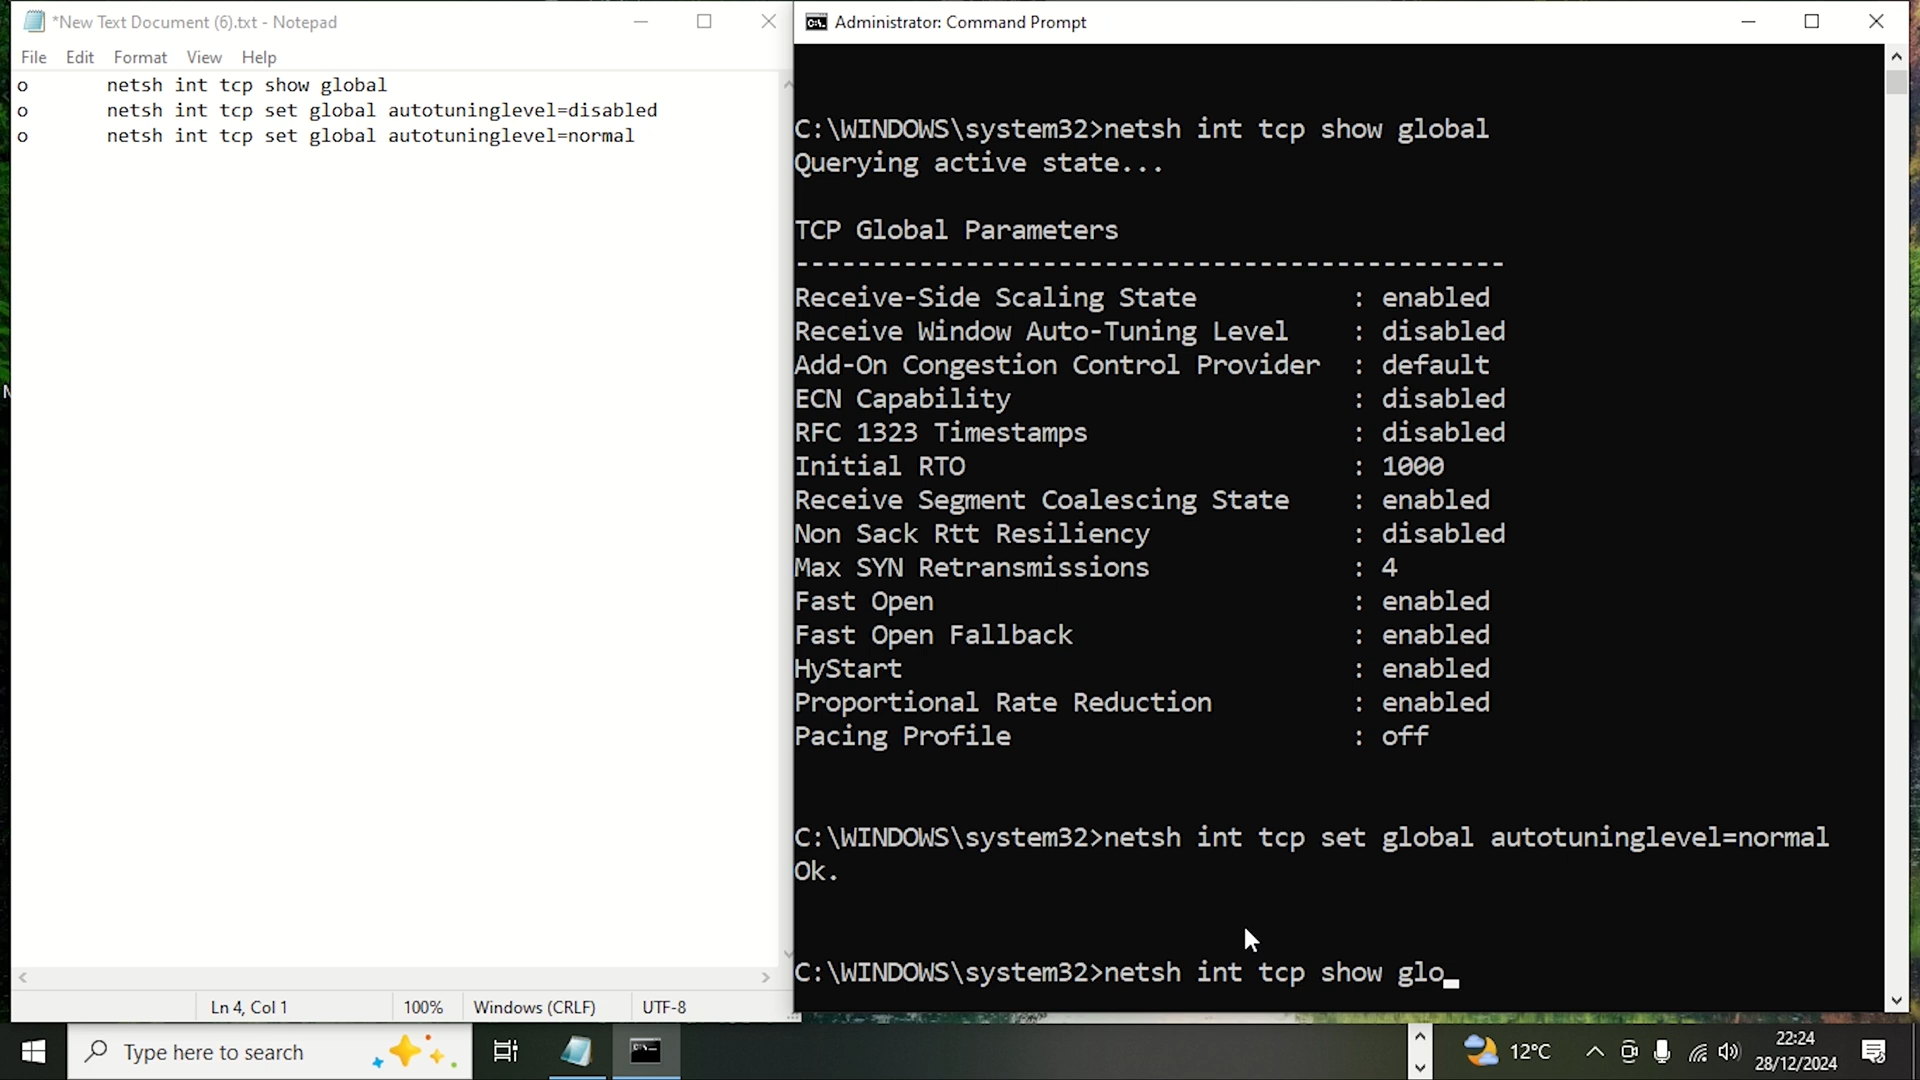 *New Text Document (6).txt - Notepad
File Edit Format View Help
o netsh int tcp show global
o netsh int tcp set global autotuninglevel=disabled
o netsh int tcp set global autotuninglevel=normal
Ln 4, Col 1 100% Windows (CRLF) UTF-8
Administrator: Command Prompt
C:\WINDOWS\system32>netsh int tcp show global
Querying active state...
TCP Global Parameters
----------------------------------------------
Receive-Side Scaling State : enabled
Receive Window Auto-Tuning Level : disabled
Add-On Congestion Control Provider : default
ECN Capability : disabled
RFC 1323 Timestamps : disabled
Initial RTO : 1000
Receive Segment Coalescing State : enabled
Non Sack Rtt Resiliency : disabled
Max SYN Retransmissions : 4
Fast Open : enabled
Fast Open Fallback : enabled
HyStart : enabled
Proportional Rate Reduction : enabled
Pacing Profile : off
C:\WINDOWS\system32>netsh int tcp set global autotuninglevel=normal
Ok.
C:\WINDOWS\system32>netsh int tcp show glo_
Type here to search
12°C
22:24
28/12/2024